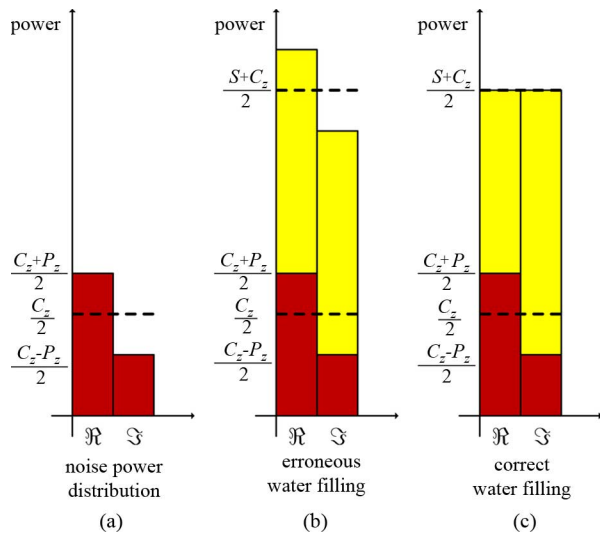 power
C_z+P_z
2
C_z
2
C_z-P_z
2
ℜ ℑ
noise power
distribution
(a)
power
S+C_z
2
C_z+P_z
2
C_z
2
C_z-P_z
2
ℜ ℑ
erroneous
water filling
(b)
power
S+C_z
2
C_z+P_z
2
C_z
2
C_z-P_z
2
ℜ ℑ
correct
water filling
(c)